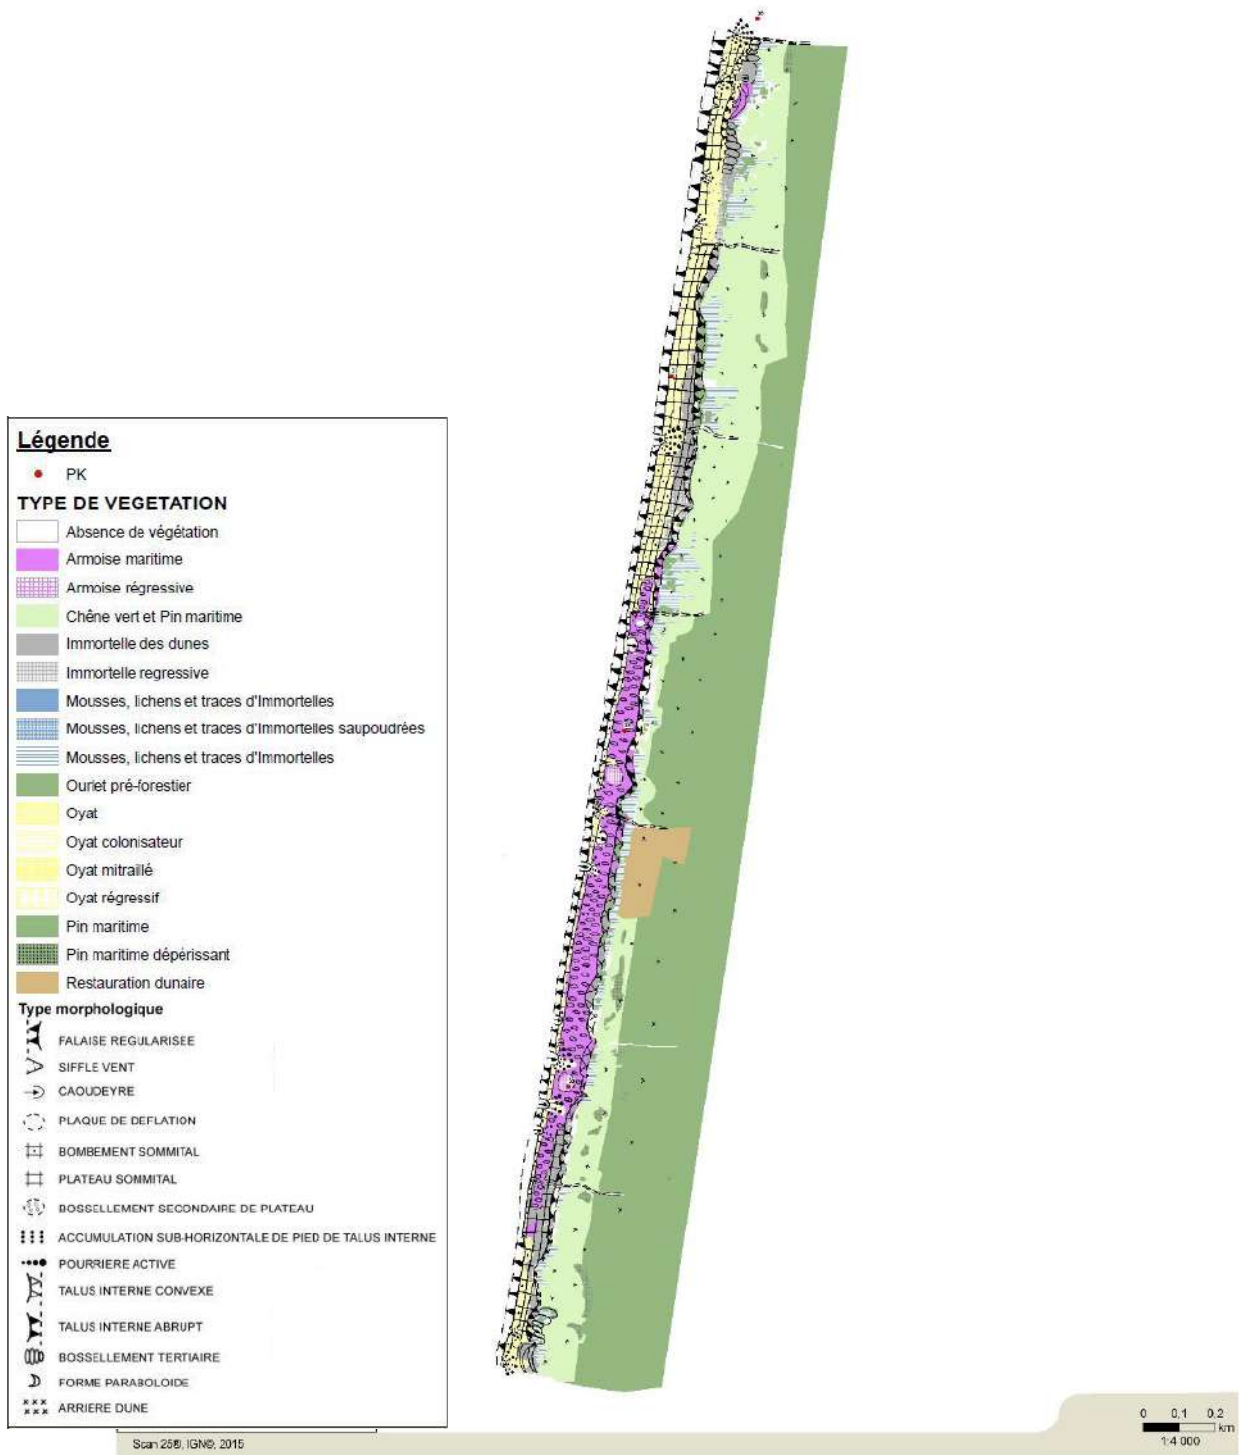 Légende
PK
TYPE DE VEGETATION
Absence de végétation
Armoise maritime
Armoise régressive
Chêne vert et Pin maritime
Immortelle des dunes
Immortelle regressive
Mousses, lichens et traces d'Immortelles
Mousses, lichens et traces d'Immortelles saupoudrées
Mousses, lichens et traces d'Immortelles
Ourlet pré-forestier
Oyat
Oyat colonisateur
Oyat mitraillé
Oyat régressif
Pin maritime
Pin maritime dépérissant
Restauration dunaire
Type morphologique
FALAISE REGULARISEE
SIFFLE VENT
CAOUDEYRE
PLAQUE DE DEFLATION
BOMBEMENT SOMMITAL
PLATEAU SOMMITAL
BOSSELLEMENT SECONDAIRE DE PLATEAU
ACCUMULATION SUB-HORIZONTALE DE PIED DE TALUS INTERNE
POURRIERE ACTIVE
TALUS INTERNE CONVEXE
TALUS INTERNE ABRUPT
BOSSELLEMENT TERTIAIRE
FORME PARABOLOIDE
ARRIERE DUNE
Scan 25®, IGN©, 2015
0 0,1 0,2
km
1:4 000